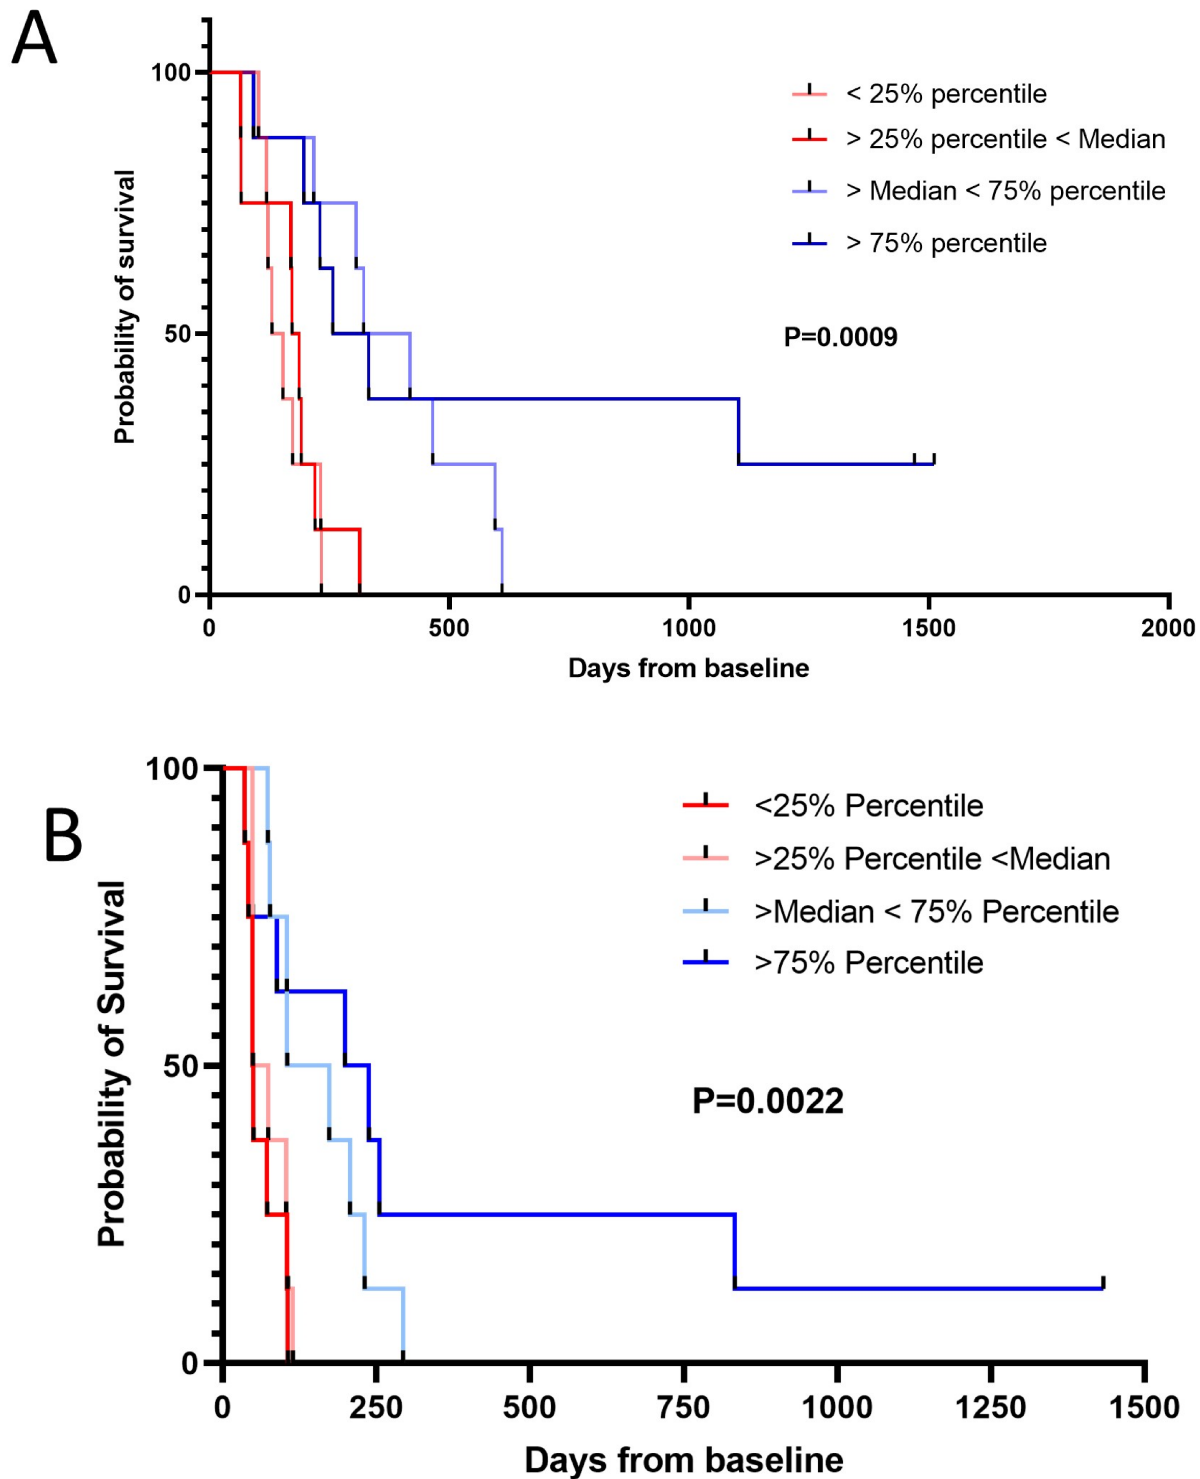 A
Probability of survival
100
50
0
0 500 1000 1500 2000
Days from baseline
< 25% percentile
> 25% percentile < Median
> Median < 75% percentile
> 75% percentile
P=0.0009
B
Probability of Survival
100
50
0
0 250 500 750 1000 1250 1500
Days from baseline
<25% Percentile
>25% Percentile <Median
>Median < 75% Percentile
>75% Percentile
P=0.0022